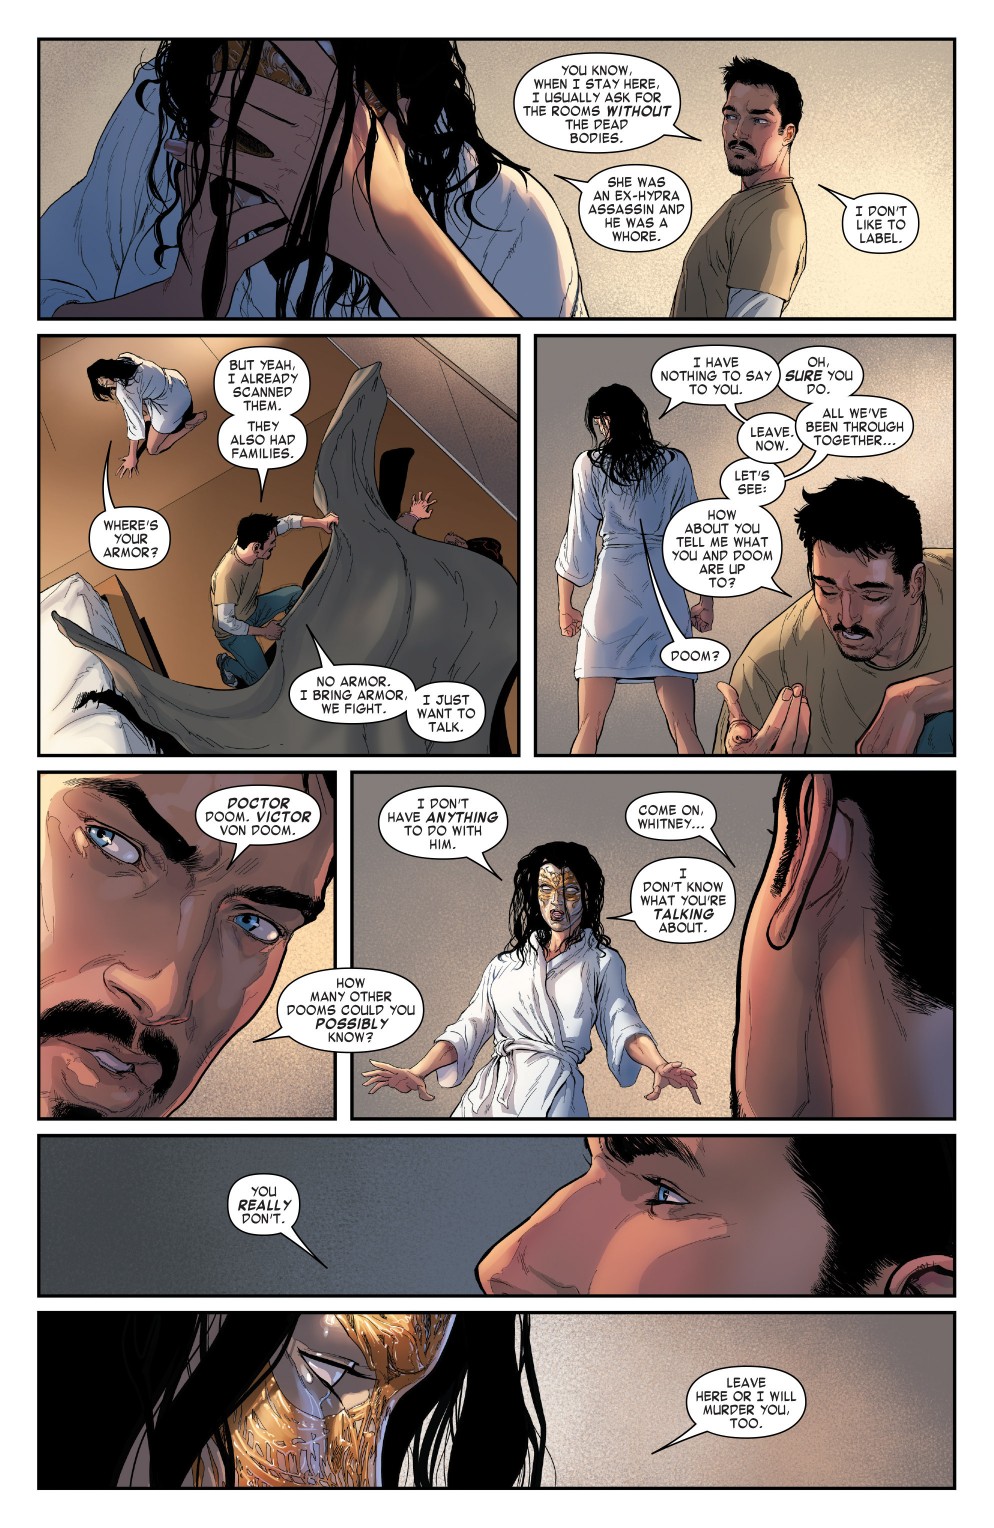 YOU KNOW,
WHEN I STAY HERE,
I USUALLY ASK FOR
THE ROOMS WITHOUT
THE DEAD
BODIES.
SHE WAS
AN EX-HYDRA
ASSASSIN AND
HE WAS A
WHORE.
I DON'T
LIKE TO
LABEL.
BUT YEAH,
I ALREADY
SCANNED
THEM.
THEY
ALSO HAD
FAMILIES.
WHERE'S
YOUR
ARMOR?
NO ARMOR.
I BRING ARMOR,
WE FIGHT.
I JUST
WANT TO
TALK.
I HAVE
NOTHING TO SAY
TO YOU.
OH,
SURE YOU
DO.
LEAVE.
NOW.
ALL WE'VE
BEEN THROUGH
TOGETHER...
LET'S
SEE:
HOW
ABOUT YOU
TELL ME WHAT
YOU AND DOOM
ARE UP
TO?
DOOM?
DOCTOR
DOOM. VICTOR
VON DOOM.
HOW
MANY OTHER
DOOMS COULD YOU
POSSIBLY
KNOW?
I DON'T
HAVE ANYTHING
TO DO WITH
HIM.
COME ON,
WHITNEY...
I
DON'T KNOW
WHAT YOU'RE
TALKING
ABOUT.
YOU
REALLY
DON'T.
LEAVE
HERE OR I WILL
MURDER YOU,
TOO.